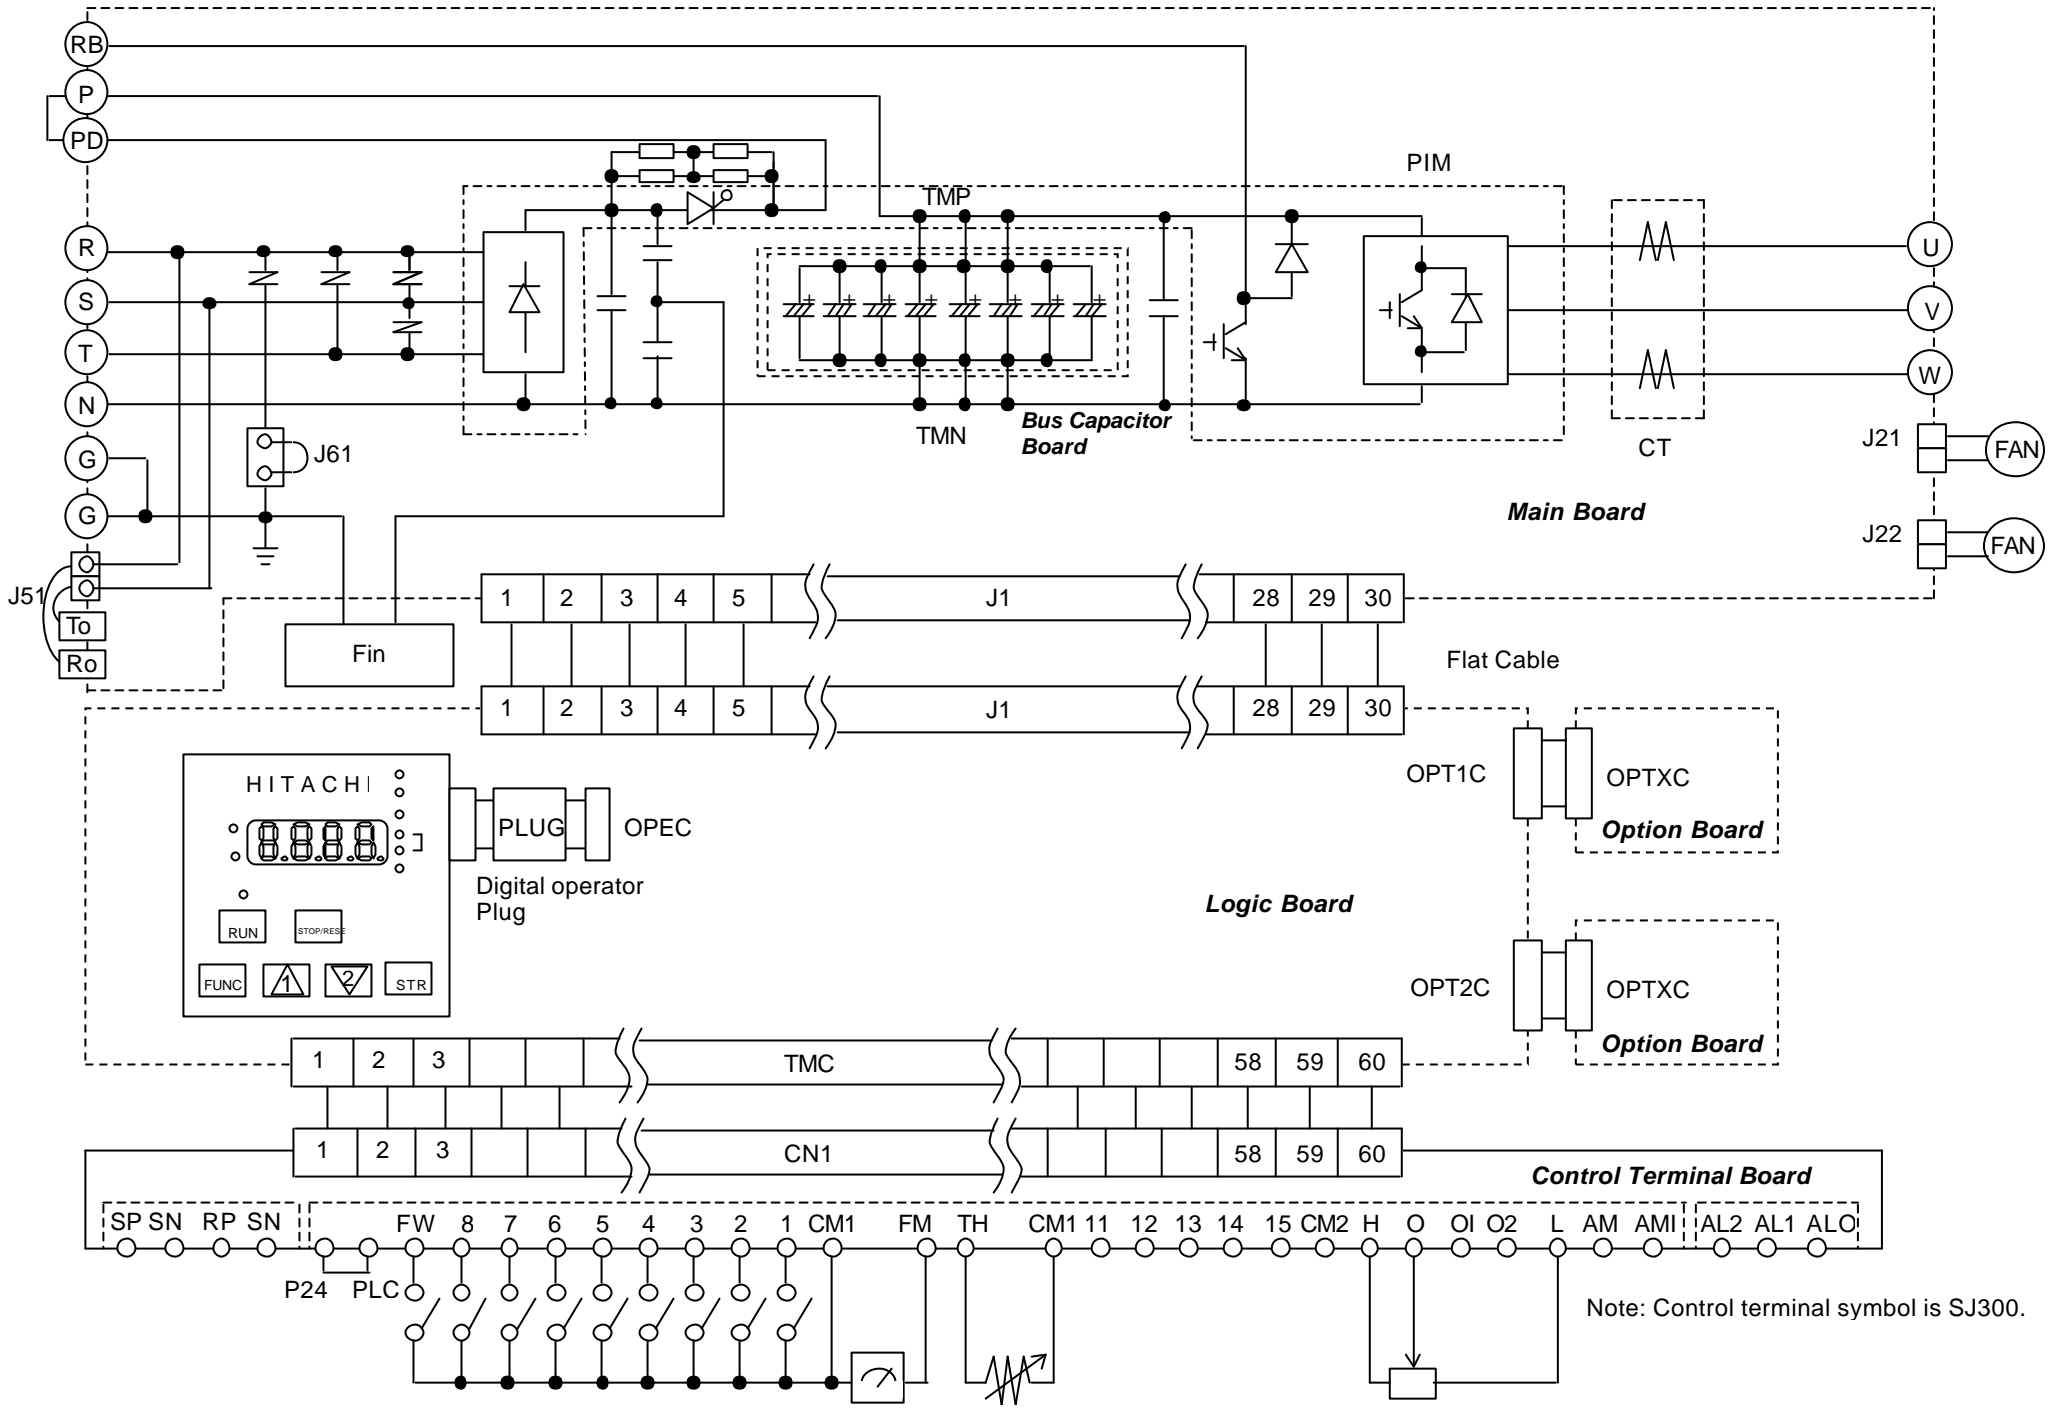 RB
P
PD
PIM
TMP
R
U
S
V
T
W
N
TMN
Bus Capacitor
Board
CT
J21
FAN
G
J61
G
Main Board
J22
FAN
J51
To
Ro
Fin
1 2 3 4 5 J1 28 29 30
Flat Cable
1 2 3 4 5 J1 28 29 30
HITACHI
8.8.8.8.
PLUG
OPEC
Digital operator
Plug
OPT1C
OPTXC
Option Board
Logic Board
RUN
STOP/RESE
FUNC
1
2
STR
OPT2C
OPTXC
Option Board
1 2 3 TMC 58 59 60
1 2 3 CN1 58 59 60
Control Terminal Board
SP SN RP SN FW 8 7 6 5 4 3 2 1 CM1 FM TH CM1 11 12 13 14 15 CM2 H O OI O2 L AM AMI AL2 AL1 ALO
P24 PLC
Note: Control terminal symbol is SJ300.